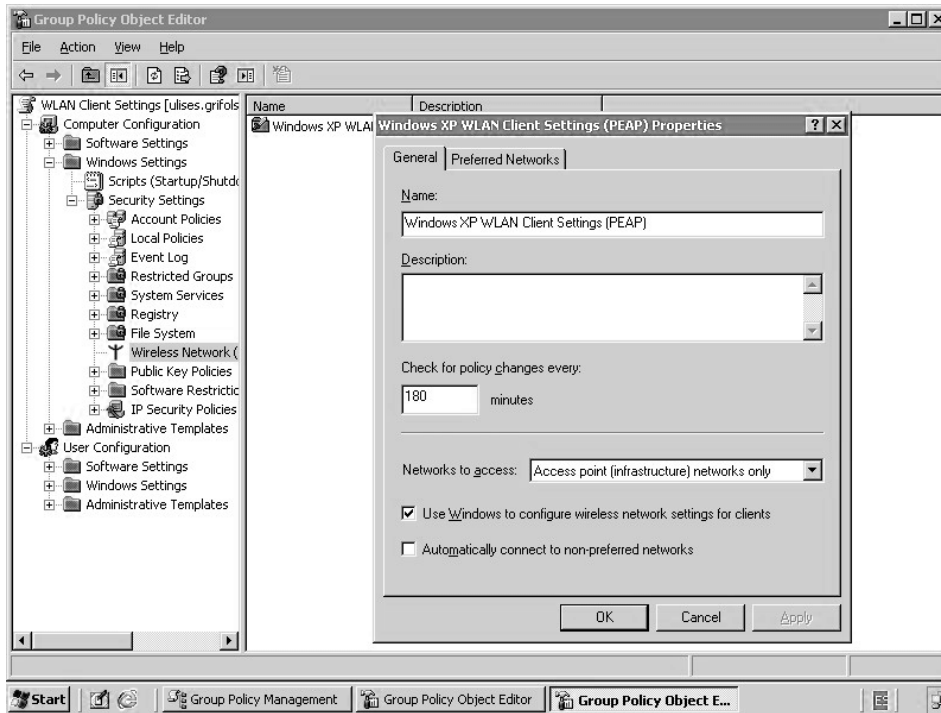 Group Policy Object Editor
File Action View Help
WLAN Client Settings [ulises.grifols
Computer Configuration
Software Settings
Windows Settings
Scripts (Startup/Shutd
Security Settings
Account Policies
Local Policies
Event Log
Restricted Groups
System Services
Registry
File System
Wireless Network (
Public Key Policies
Software Restrictic
IP Security Policies
Administrative Templates
User Configuration
Software Settings
Windows Settings
Administrative Templates
Name Description
Windows XP WLA
Windows XP WLAN Client Settings (PEAP) Properties
General Preferred Networks
Name:
Windows XP WLAN Client Settings (PEAP)
Description:
Check for policy changes every:
180 minutes
Networks to access: Access point (infrastructure) networks only
Use Windows to configure wireless network settings for clients
Automatically connect to non-preferred networks
OK Cancel Apply
Start Group Policy Management Group Policy Object Editor Group Policy Object E...